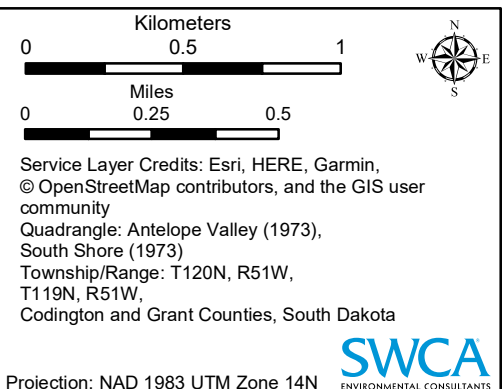 Kilometers
0 0.5 1
Miles
0 0.25 0.5
N
W E
S
Service Layer Credits: Esri, HERE, Garmin,
© OpenStreetMap contributors, and the GIS user
community
Quadrangle: Antelope Valley (1973),
South Shore (1973)
Township/Range: T120N, R51W,
T119N, R51W,
Codington and Grant Counties, South Dakota
Projection: NAD 1983 UTM Zone 14N
SWCA
ENVIRONMENTAL CONSULTANTS